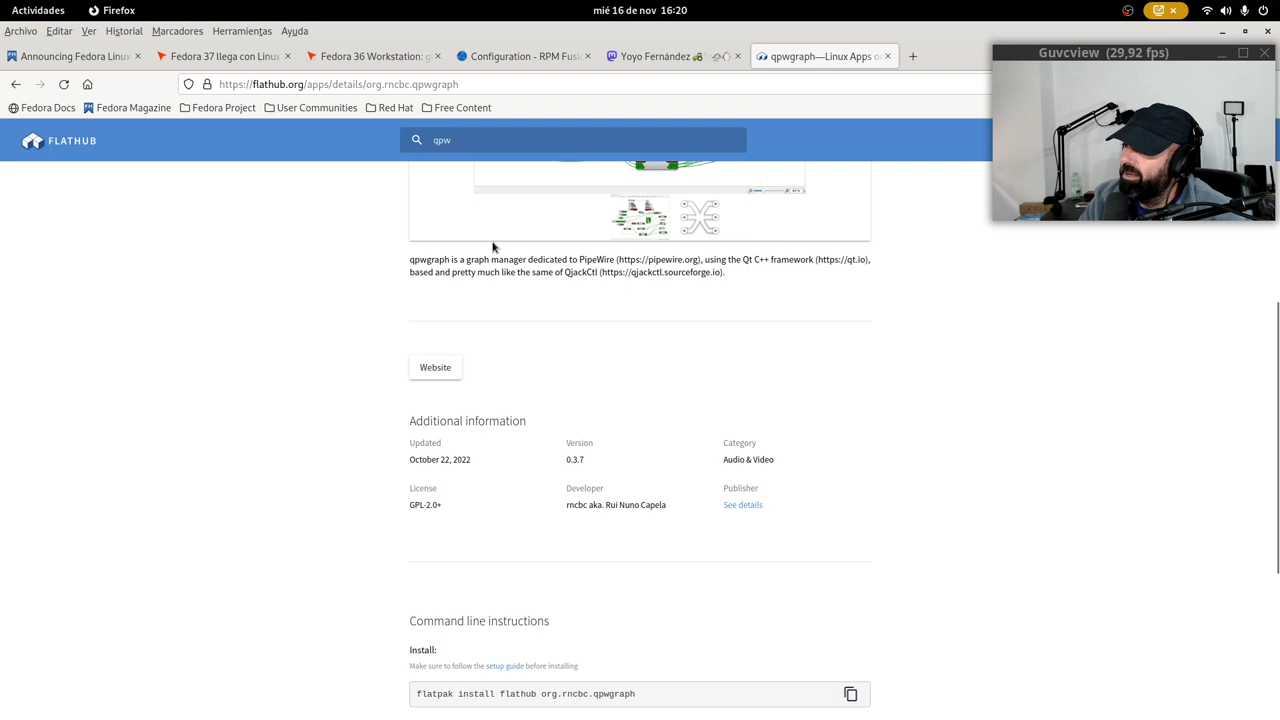 Actividades
Firefox
mié 16 de nov 16:20
Archivo Editar Ver Historial Marcadores Herramientas Ayuda
Announcing Fedora Linux
Fedora 37 llega con Linux
Fedora 36 Workstation: g
Configuration - RPM Fusi
Yoyo Fernández
qpwgraph—Linux Apps o
https://flathub.org/apps/details/org.rncbc.qpwgraph
Fedora Docs
Fedora Magazine
Fedora Project
User Communities
Red Hat
Free Content
Guvcview (29,92 fps)
FLATHUB
qpw
qpwgraph is a graph manager dedicated to PipeWire (https://pipewire.org), using the Qt C++ framework (https://qt.io),
based and pretty much like the same of QjackCtl (https://qjackctl.sourceforge.io).
Website
Additional information
Updated
Version
Category
October 22, 2022
0.3.7
Audio & Video
License
Developer
Publisher
GPL-2.0+
rncbc aka. Rui Nuno Capela
See details
Command line instructions
Install:
Make sure to follow the setup guide before installing
flatpak install flathub org.rncbc.qpwgraph